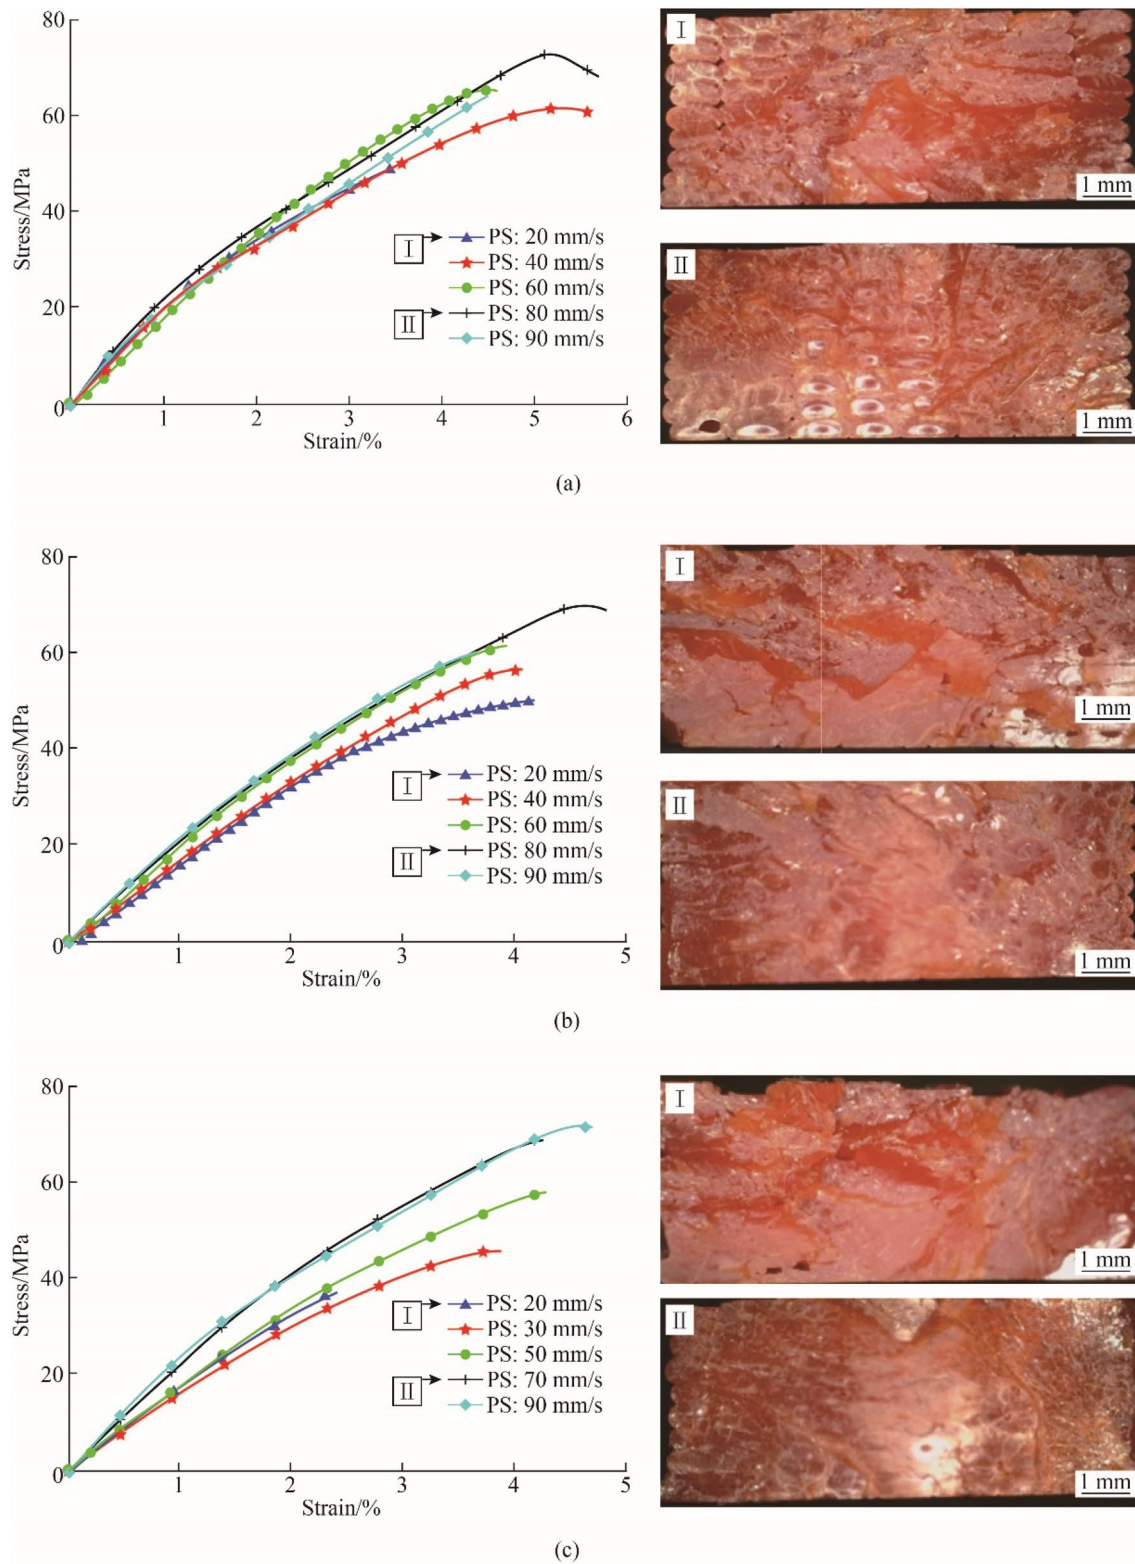 80
60
40
20
0
Stress/MPa
1 2 3 4 5 6
Strain/%
Ⅰ
PS: 20 mm/s
PS: 40 mm/s
PS: 60 mm/s
Ⅱ
PS: 80 mm/s
PS: 90 mm/s
Ⅰ
1 mm
Ⅱ
1 mm
(a)
80
60
40
20
0
Stress/MPa
1 2 3 4 5
Strain/%
Ⅰ
PS: 20 mm/s
PS: 40 mm/s
PS: 60 mm/s
Ⅱ
PS: 80 mm/s
PS: 90 mm/s
Ⅰ
1 mm
Ⅱ
1 mm
(b)
80
60
40
20
0
Stress/MPa
1 2 3 4 5
Strain/%
Ⅰ
PS: 20 mm/s
PS: 30 mm/s
PS: 50 mm/s
Ⅱ
PS: 70 mm/s
PS: 90 mm/s
Ⅰ
1 mm
Ⅱ
1 mm
(c)